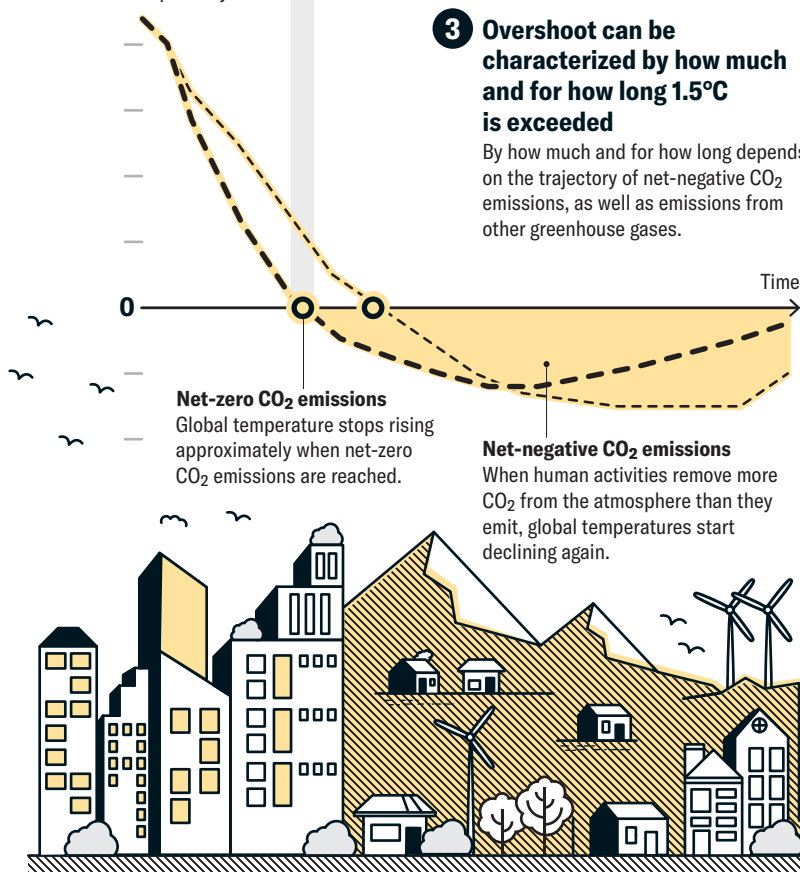 3 Overshoot can be
characterized by how much
and for how long 1.5°C
is exceeded
By how much and for how long depends
on the trajectory of net-negative CO₂
emissions, as well as emissions from
other greenhouse gases.
Time
0
Net-zero CO₂ emissions
Global temperature stops rising
approximately when net-zero
CO₂ emissions are reached.
Net-negative CO₂ emissions
When human activities remove more
CO₂ from the atmosphere than they
emit, global temperatures start
declining again.